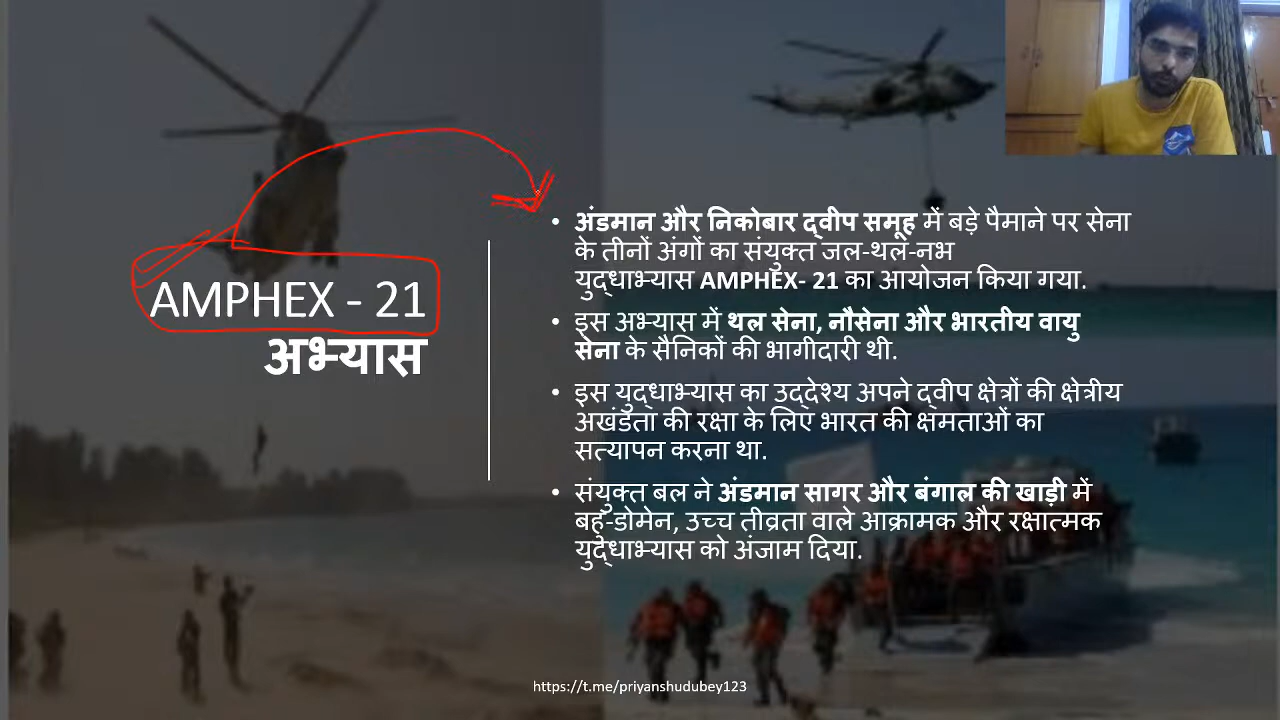 AMPHEX - 21
अभ्यास
• अंडमान और निकोबार द्वीप समूह में बड़े पैमाने पर सेना
के तीनों अंगों का संयुक्त जल-थल-नभ
युद्धाभ्यास AMPHEX- 21 का आयोजन किया गया.
• इस अभ्यास में थल सेना, नौसेना और भारतीय वायु
सेना के सैनिकों की भागीदारी थी.
• इस युद्धाभ्यास का उद्देश्य अपने द्वीप क्षेत्रों की क्षेत्रीय
अखंडता की रक्षा के लिए भारत की क्षमताओं का
सत्यापन करना था.
• संयुक्त बल ने अंडमान सागर और बंगाल की खाड़ी में
बहु-डोमेन, उच्च तीव्रता वाले आक्रामक और रक्षात्मक
युद्धाभ्यास को अंजाम दिया.
https://t.me/priyanshudubey123